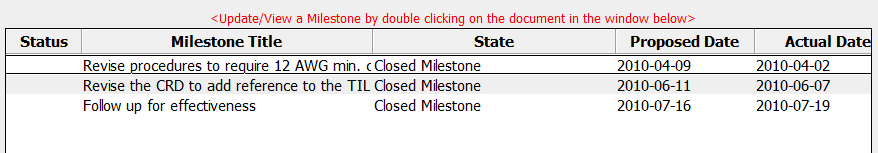 <Update/View a Milestone by double clicking on the document in the window below>
Status Milestone Title State Proposed Date Actual Date
Revise procedures to require 12 AWG min. Closed Milestone 2010-04-09 2010-04-02
Revise the CRD to add reference to the TIL Closed Milestone 2010-06-11 2010-06-07
Follow up for effectiveness Closed Milestone 2010-07-16 2010-07-19